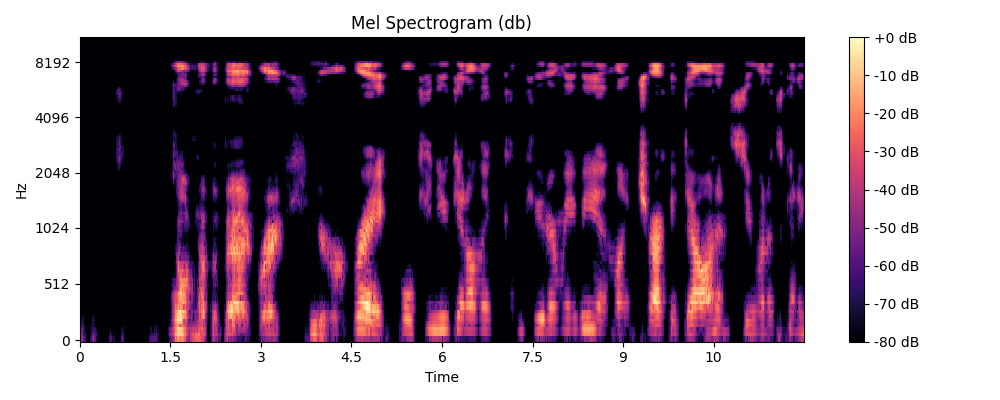 Mel Spectrogram (db)
8192
4096
2048
1024
512
0
Hz
0 1.5 3 4.5 6 7.5 9 10
Time
+0 dB
-10 dB
-20 dB
-30 dB
-40 dB
-50 dB
-60 dB
-70 dB
-80 dB